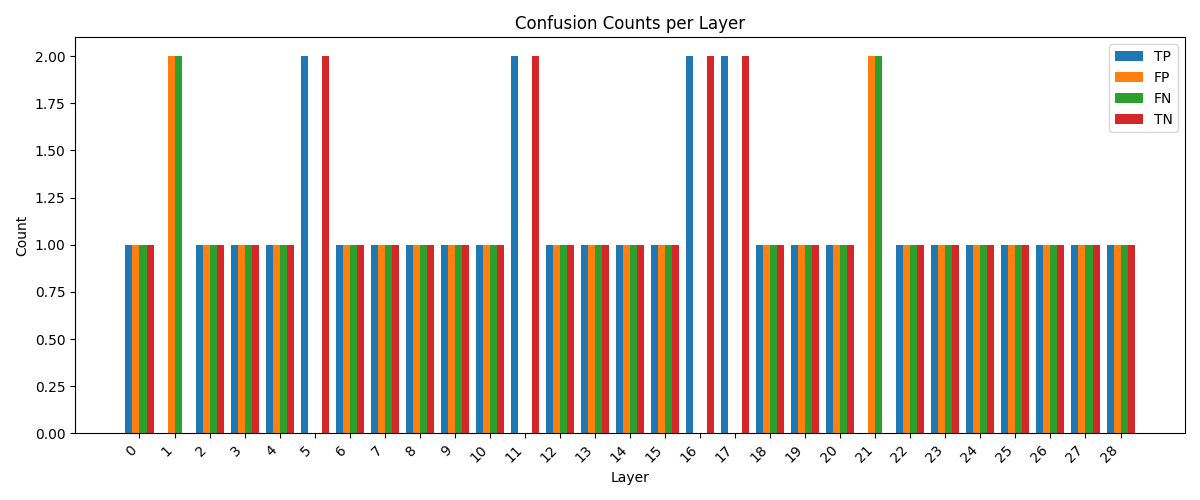 Confusion Counts per Layer
TP
FP
FN
TN
2.00
1.75
1.50
1.25
1.00
0.75
0.50
0.25
0.00
Count
0 1 2 3 4 5 6 7 8 9 10 11 12 13 14 15 16 17 18 19 20 21 22 23 24 25 26 27 28
Layer